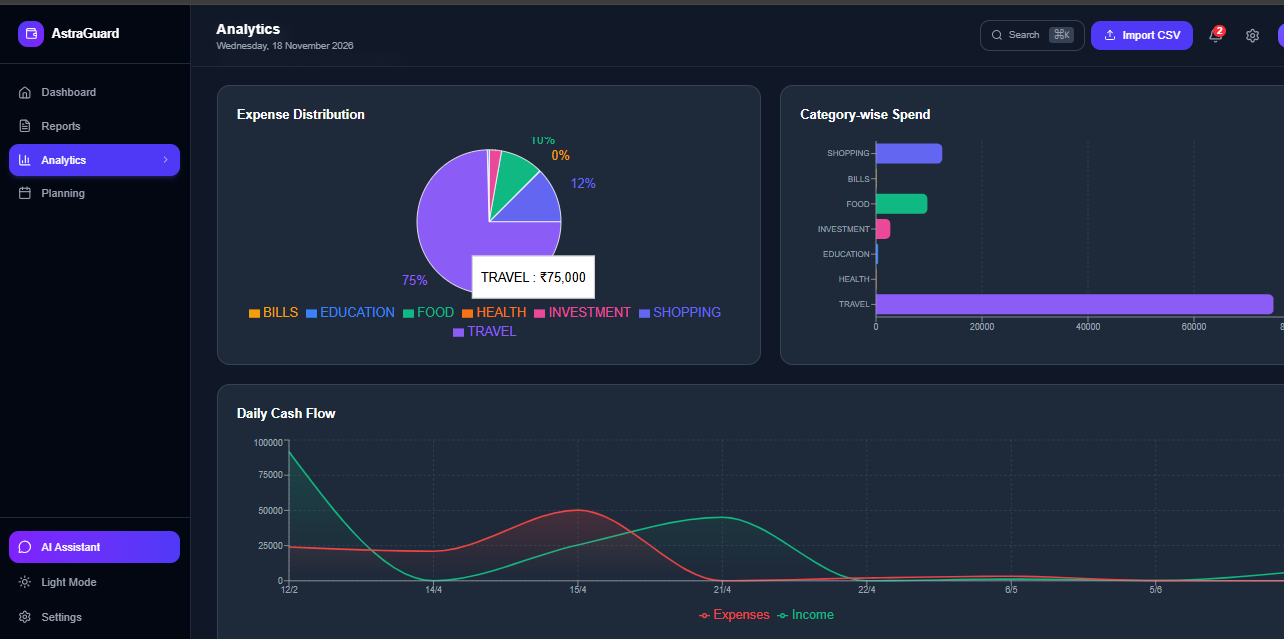 AstraGuard
Dashboard
Reports
Analytics
Planning
AI Assistant
Light Mode
Settings
Analytics
Wednesday, 18 November 2026
Search ⌘K
Import CSV
2
Expense Distribution
10%
0%
12%
75%
TRAVEL : ₹75,000
BILLS EDUCATION FOOD HEALTH INVESTMENT SHOPPING
TRAVEL
Category-wise Spend
SHOPPING
BILLS
FOOD
INVESTMENT
EDUCATION
HEALTH
TRAVEL
0 20000 40000 60000
Daily Cash Flow
100000
75000
50000
25000
0
12/2 14/4 15/4 21/4 22/4 6/5 5/6
Expenses Income